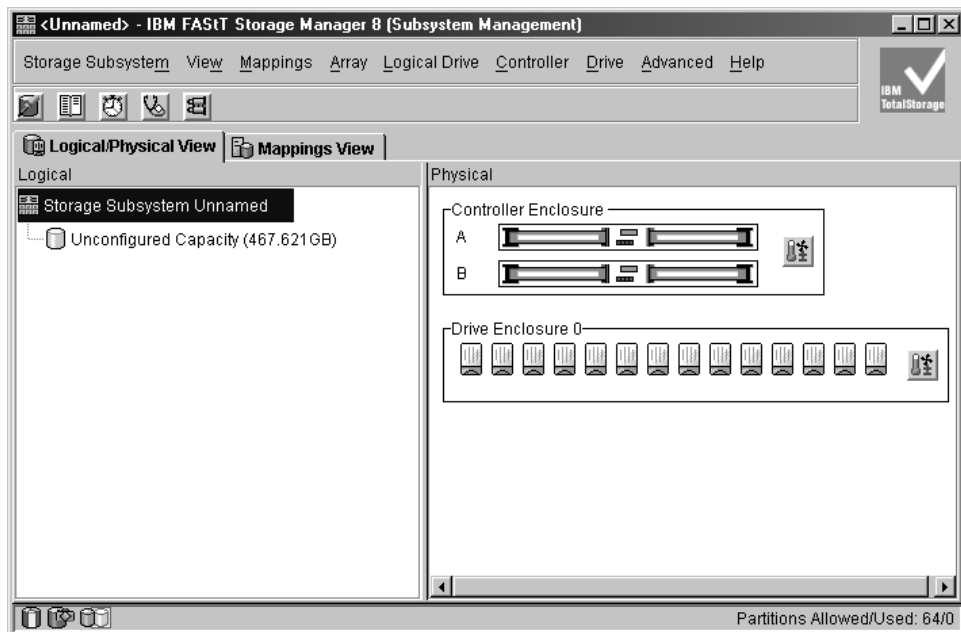 <Unnamed> - IBM FAStT Storage Manager 8 (Subsystem Management)
Storage Subsystem View Mappings Array Logical Drive Controller Drive Advanced Help
IBM
TotalStorage
Logical/Physical View Mappings View
Logical
Storage Subsystem Unnamed
Unconfigured Capacity (467.621GB)
Physical
Controller Enclosure
A
B
Drive Enclosure 0
Partitions Allowed/Used: 64/0